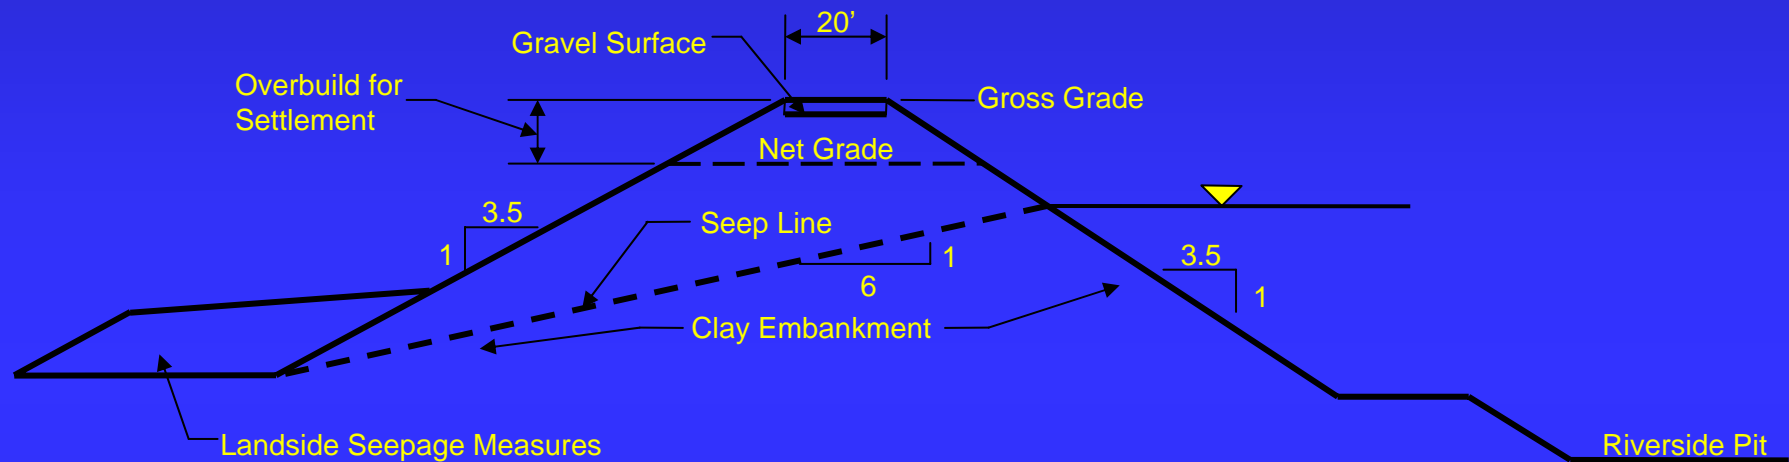 20’
Gravel Surface
Overbuild for
Settlement
Gross Grade
Net Grade
3.5
1
Seep Line
1
6
3.5
1
Clay Embankment
Landside Seepage Measures
Riverside Pit